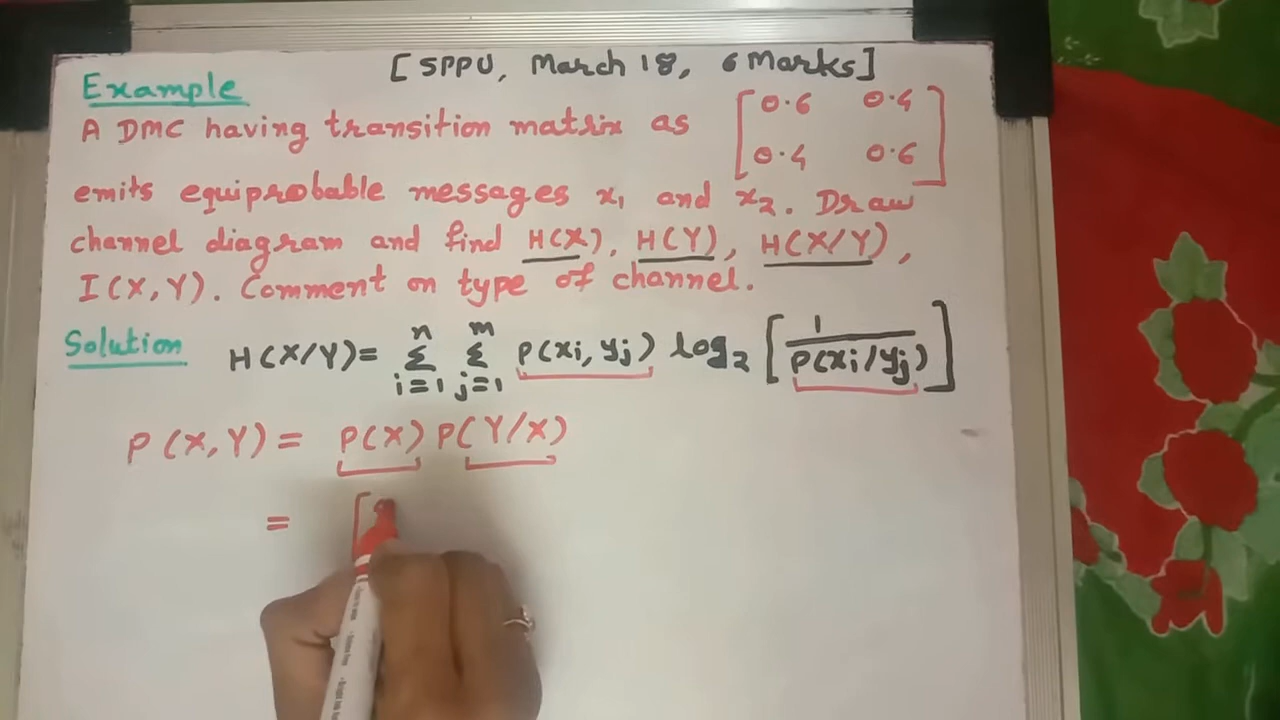 [SPPU, March 18, 6 Marks]
Example
A DMC having transition matrix as [0.6 0.4
0.4 0.6]
emits equiprobable messages x1 and x2. Draw
channel diagram and find H(X), H(Y), H(X/Y),
I(X,Y). Comment on type of channel.
Solution H(X/Y)= n Σ i=1 m Σ j=1 P(xi,yj) log2 [1/P(xi/yj)]
P(X,Y)= P(X) P(Y/X)
= [